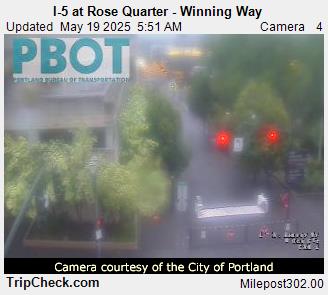 I-5 at Rose Quarter - Winning Way
Updated May 19 2025 5:51 AM Camera 4
PBOT
PORTLAND BUREAU OF TRANSPORTATION
Camera courtesy of the City of Portland
TripCheck.com Milepost302.00